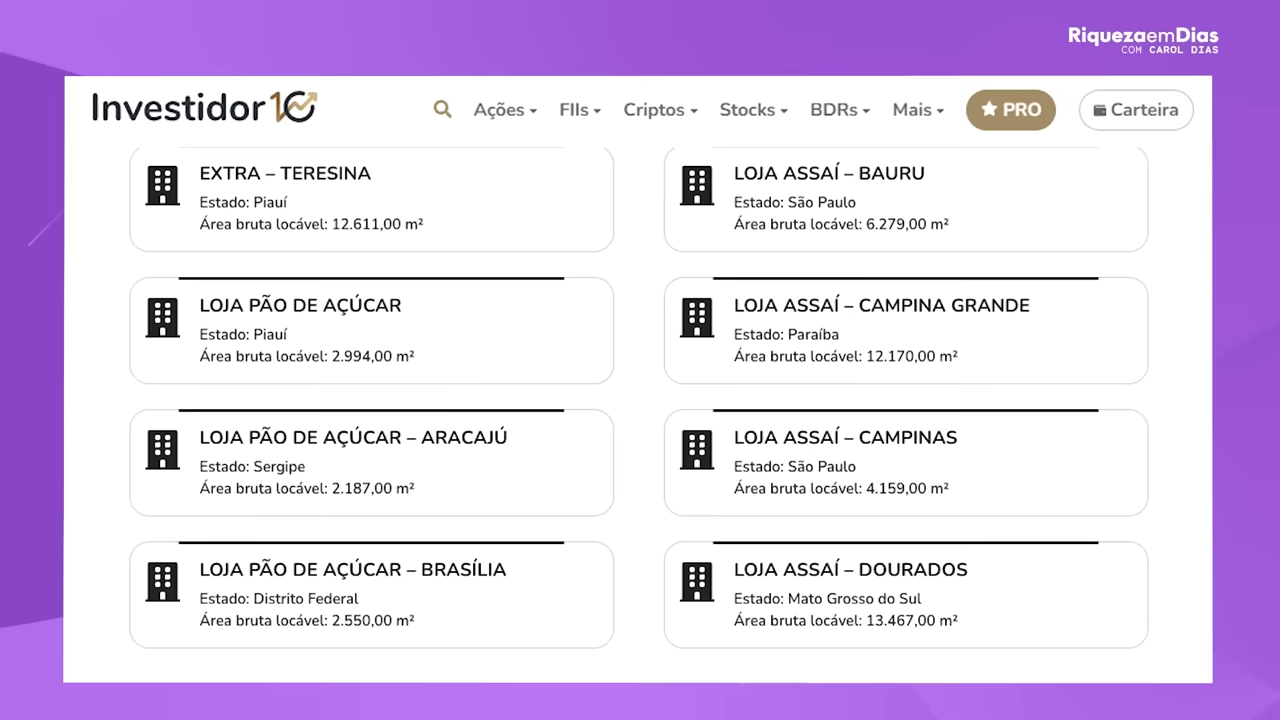 RiquezaemDias
COM CAROL DIAS
Investidor10
Ações
FIIs
Criptos
Stocks
BDRs
Mais
PRO
Carteira
EXTRA – TERESINA
Estado: Piauí
Área bruta locável: 12.611,00 m²
LOJA ASSAÍ – BAURU
Estado: São Paulo
Área bruta locável: 6.279,00 m²
LOJA PÃO DE AÇÚCAR
Estado: Piauí
Área bruta locável: 2.994,00 m²
LOJA ASSAÍ – CAMPINA GRANDE
Estado: Paraíba
Área bruta locável: 12.170,00 m²
LOJA PÃO DE AÇÚCAR – ARACAJÚ
Estado: Sergipe
Área bruta locável: 2.187,00 m²
LOJA ASSAÍ – CAMPINAS
Estado: São Paulo
Área bruta locável: 4.159,00 m²
LOJA PÃO DE AÇÚCAR – BRASÍLIA
Estado: Distrito Federal
Área bruta locável: 2.550,00 m²
LOJA ASSAÍ – DOURADOS
Estado: Mato Grosso do Sul
Área bruta locável: 13.467,00 m²